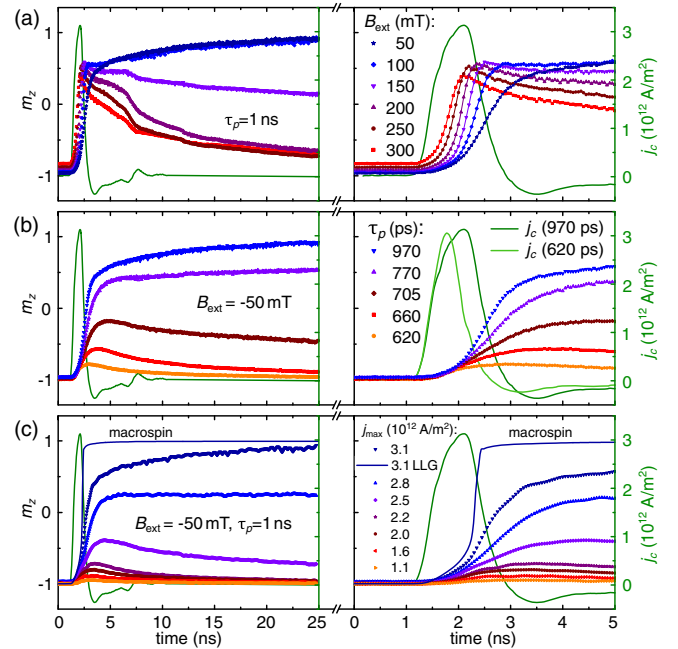 (a)
1
0
-1
m_z
τ_p=1 ns
B_ext (mT):
50
100
150
200
250
300
3
2
1
0
j_c (10^12 A/m^2)
(b)
1
0
-1
m_z
B_ext = -50 mT
τ_p (ps)
970
770
705
660
620
j_c (970 ps)
j_c (620 ps)
3
2
1
0
j_c (10^12 A/m^2)
(c)
1
0
-1
m_z
macrospin
B_ext = -50 mT, τ_p=1 ns
j_max (10^12 A/m^2):
3.1
3.1 LLG
2.8
2.5
2.2
2.0
1.6
1.1
macrospin
3
2
1
0
j_c (10^12 A/m^2)
0 5 10 15 20 25
time (ns)
0 1 2 3 4 5
time (ns)